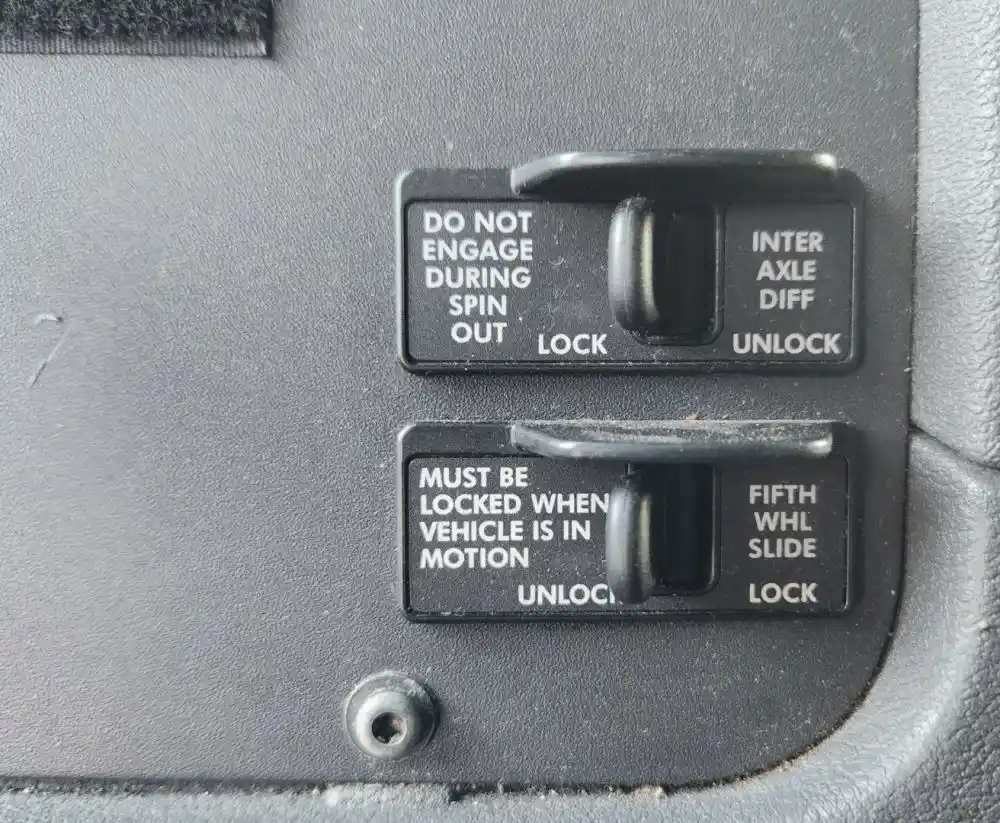 DO NOT
ENGAGE
DURING
SPIN
OUT
LOCK
INTER
AXLE
DIFF
UNLOCK
MUST BE
LOCKED WHEN
VEHICLE IS IN
MOTION
UNLOCK
FIFTH
WHL
SLIDE
LOCK